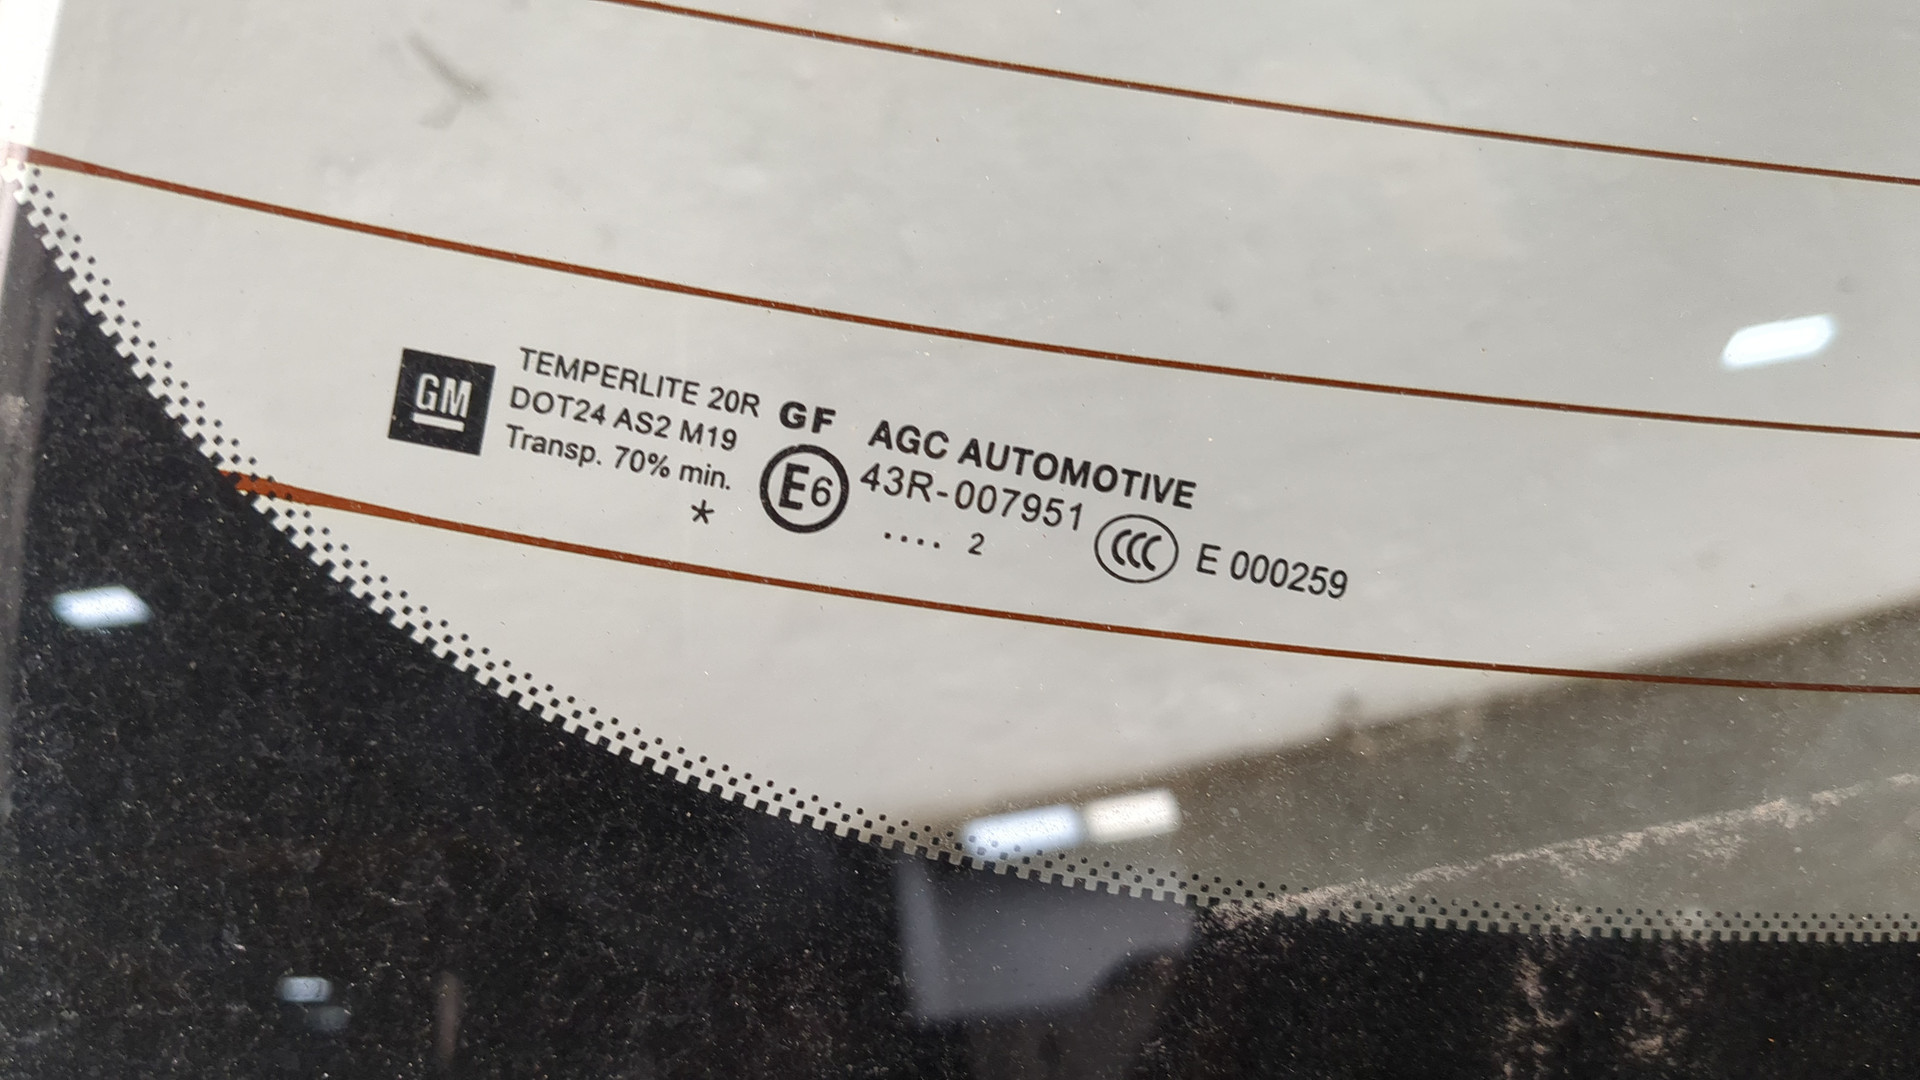 GM
TEMPERLITE 20R
DOT24 AS2 M19
Transp. 70% min.
*
GF
E6
AGC AUTOMOTIVE
43R-007951
.... 2
CCC
E 000259